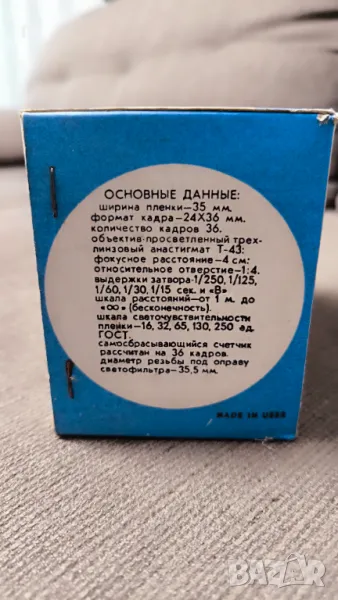 ОСНОВНЫЕ ДАННЫЕ:
ширина пленки–35 мм.
формат кадра–24Х36 мм.
количество кадров 36.
объектив-просветленный трех-
линзовый анастигмат Т-43:
фокусное расстояние–4 см:
относительное отверстие–1:4.
выдержки затвора-1/250, 1/125,
1/60, 1/30, 1/15 сек. и «В»
шкала расстояний–от 1 м. до
«∞» (бесконечность).
шкала светочувствительности
плейки–16, 32, 65, 130, 250 ед.
ГОСТ.
самосбрасывающийся счетчик
рассчитан на 36 кадров.
диаметр резьбы под оправу
светофильтра–35,5 мм.
MADE IN USSR
BAZAR